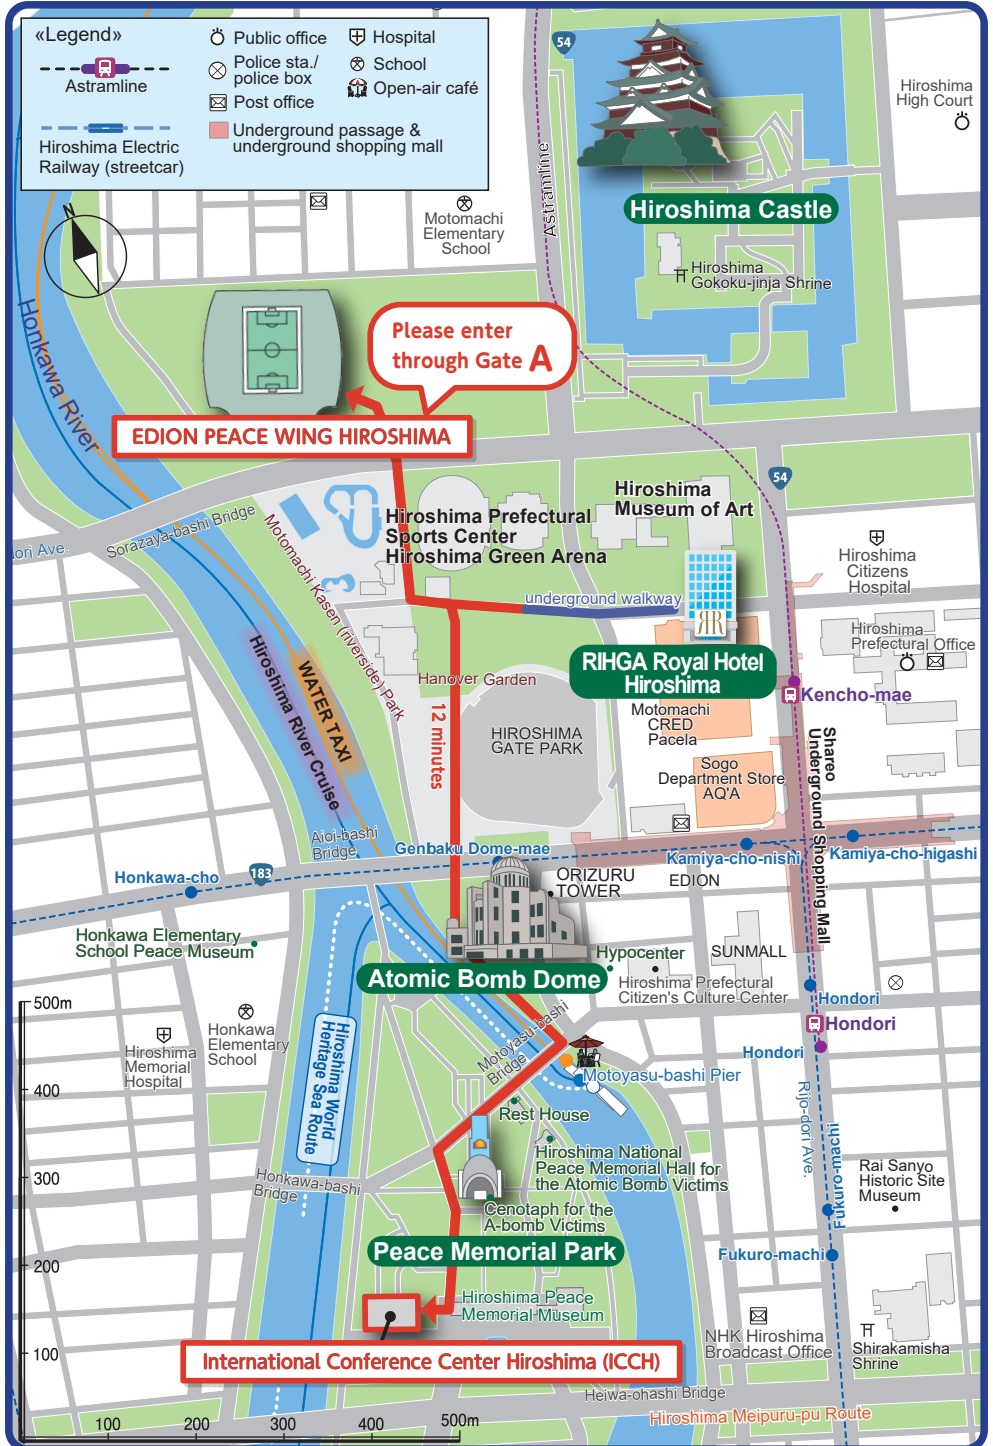 «Legend»
Astramline
Hiroshima Electric
Railway (streetcar)
Public office
Police sta./
police box
Post office
Hospital
School
Open-air café
Underground passage &
underground shopping mall
N
54
Astramline
Hiroshima
High Court
Motomachi
Elementary
School
Hiroshima Castle
Hiroshima
Gokoku-jinja Shrine
Honkawa River
Please enter
through Gate A
EDION PEACE WING HIROSHIMA
54
Sorazaya-bashi Bridge
ori Ave.
Motomachi Kasen (riverside) Park
Hiroshima Prefectural
Sports Center
Hiroshima Green Arena
Hiroshima
Museum of Art
Hiroshima
Citizens
Hospital
underground walkway
RR
RIHGA Royal Hotel
Hiroshima
Hiroshima
Prefectural Office
Hanover Garden
12 minutes
HIROSHIMA
GATE PARK
Motomachi
CRED
Pacela
Kencho-mae
Sogo
Department Store
AQ'A
Shareo
Underground Shopping Mall
WATER TAXI
Hiroshima River Cruise
Aioi-bashi
Bridge
Genbaku Dome-mae
Kamiya-cho-nishi
Kamiya-cho-higashi
Honkawa-cho
183
ORIZURU
TOWER
EDION
Honkawa Elementary
School Peace Museum
Hypocenter
SUNMALL
Atomic Bomb Dome
Hiroshima Prefectural
Citizen's Culture Center
Hondori
Hondori
Hondori
500m
400
300
200
100
Hiroshima
Memorial
Hospital
Honkawa
Elementary
School
Hiroshima World
Heritage Sea Route
Motoyasu-bashi
Bridge
Motoyasu-bashi Pier
Rest House
Hiroshima National
Peace Memorial Hall for
the Atomic Bomb Victims
Rijo-dori Ave.
Fukuro-machi
Rai Sanyo
Historic Site
Museum
Honkawa-bashi
Bridge
Cenotaph for the
A-bomb Victims
Peace Memorial Park
Fukuro-machi
Hiroshima Peace
Memorial Museum
NHK Hiroshima
Broadcast Office
Shirakamisha
Shrine
International Conference Center Hiroshima (ICCH)
Heiwa-ohashi Bridge
Hiroshima Meipuru-pu Route
100
200
300
400
500m